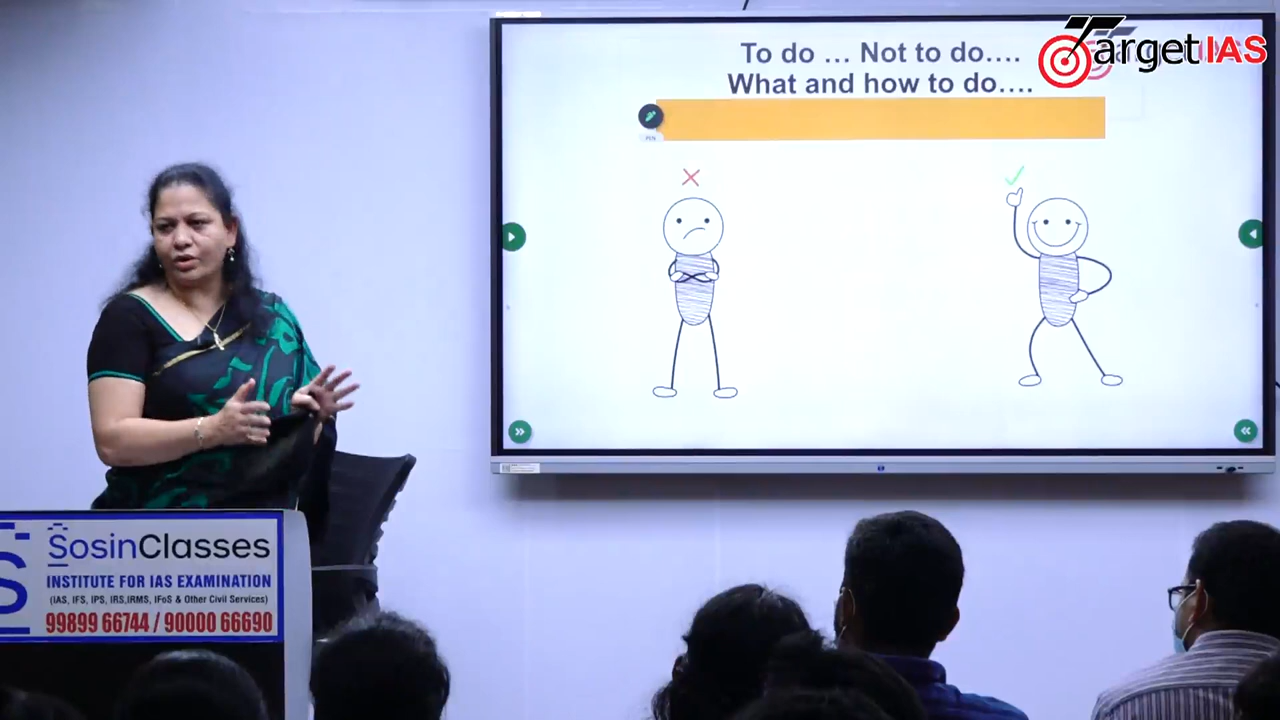 To do … Not to do….
What and how to do….
TargetIAS
PEN
SosinClasses
INSTITUTE FOR IAS EXAMINATION
(IAS, IFS, IPS, IRS,IRMS, IFoS & Other Civil Services)
99899 66744 / 90000 66690